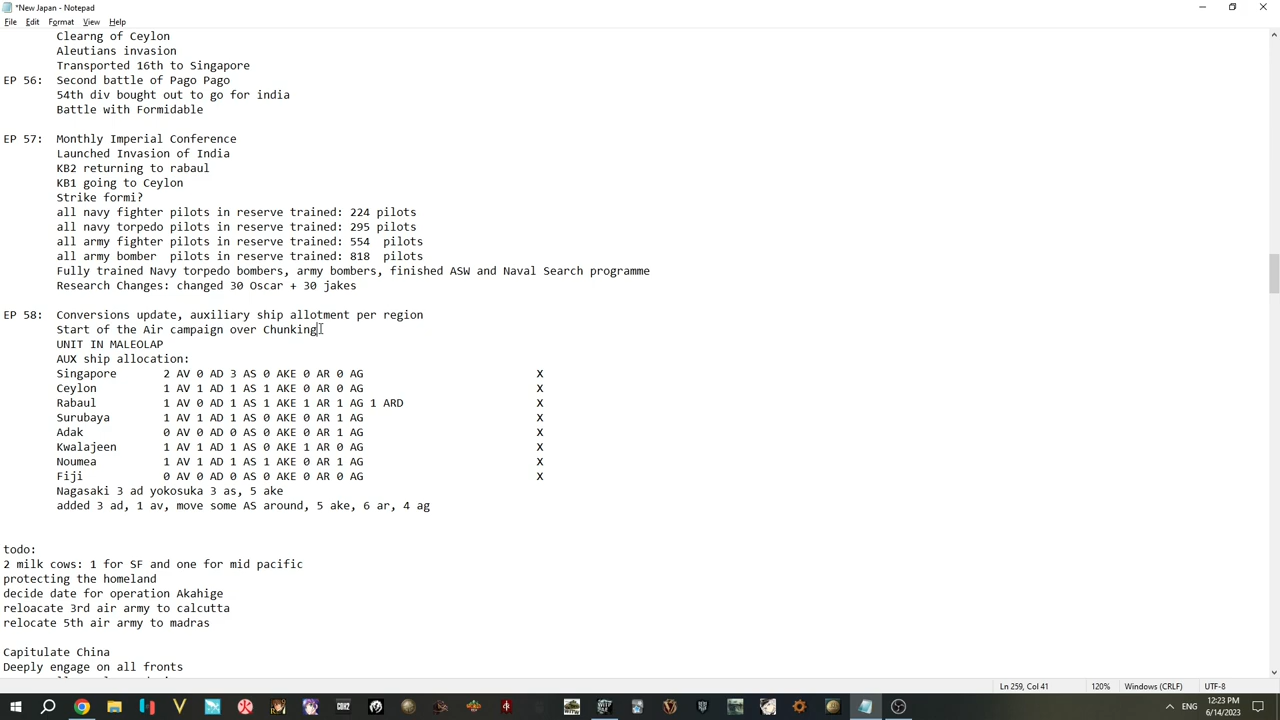 *New Japan - Notepad
File Edit Format View Help
Clearng of Ceylon
Aleutians invasion
Transported 16th to Singapore
EP 56: Second battle of Pago Pago
54th div bought out to go for india
Battle with Formidable
EP 57: Monthly Imperial Conference
Launched Invasion of India
KB2 returning to rabaul
KB1 going to Ceylon
Strike formi?
all navy fighter pilots in reserve trained: 224 pilots
all navy torpedo pilots in reserve trained: 295 pilots
all army fighter pilots in reserve trained: 554 pilots
all army bomber pilots in reserve trained: 818 pilots
Fully trained Navy torpedo bombers, army bombers, finished ASW and Naval Search programme
Research Changes: changed 30 Oscar + 30 jakes
EP 58: Conversions update, auxiliary ship allotment per region
Start of the Air campaign over Chunking
UNIT IN MALEOLAP
AUX ship allocation:
Singapore 2 AV 0 AD 3 AS 0 AKE 0 AR 0 AG X
Ceylon 1 AV 1 AD 1 AS 1 AKE 0 AR 0 AG X
Rabaul 1 AV 0 AD 1 AS 1 AKE 1 AR 1 AG 1 ARD X
Surubaya 1 AV 1 AD 1 AS 0 AKE 0 AR 1 AG X
Adak 0 AV 0 AD 0 AS 0 AKE 0 AR 1 AG X
Kwalajeen 1 AV 1 AD 1 AS 0 AKE 1 AR 0 AG X
Noumea 1 AV 1 AD 1 AS 1 AKE 0 AR 1 AG X
Fiji 0 AV 0 AD 0 AS 0 AKE 0 AR 0 AG X
Nagasaki 3 ad yokosuka 3 as, 5 ake
added 3 ad, 1 av, move some AS around, 5 ake, 6 ar, 4 ag
todo:
2 milk cows: 1 for SF and one for mid pacific
protecting the homeland
decide date for operation Akahige
reloacate 3rd air army to calcutta
relocate 5th air army to madras
Capitulate China
Deeply engage on all fronts
Ln 259, Col 41 120% Windows (CRLF) UTF-8
ENG 12:23 PM
6/14/2023